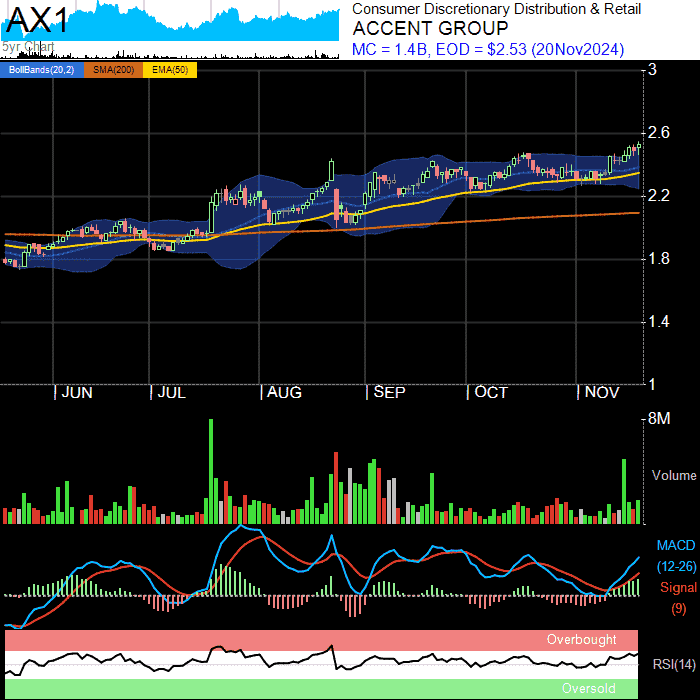 AX1
5yr Chart
Consumer Discretionary Distribution & Retail
ACCENT GROUP
MC = 1.4B, EOD = $2.53 (20Nov2024)
BollBands(20,2) SMA(200) EMA(50)
3
2.6
2.2
1.8
1.4
1
JUN JUL AUG SEP OCT NOV
8M
Volume
MACD
(12-26)
Signal
(9)
Overbought
RSI(14)
Oversold